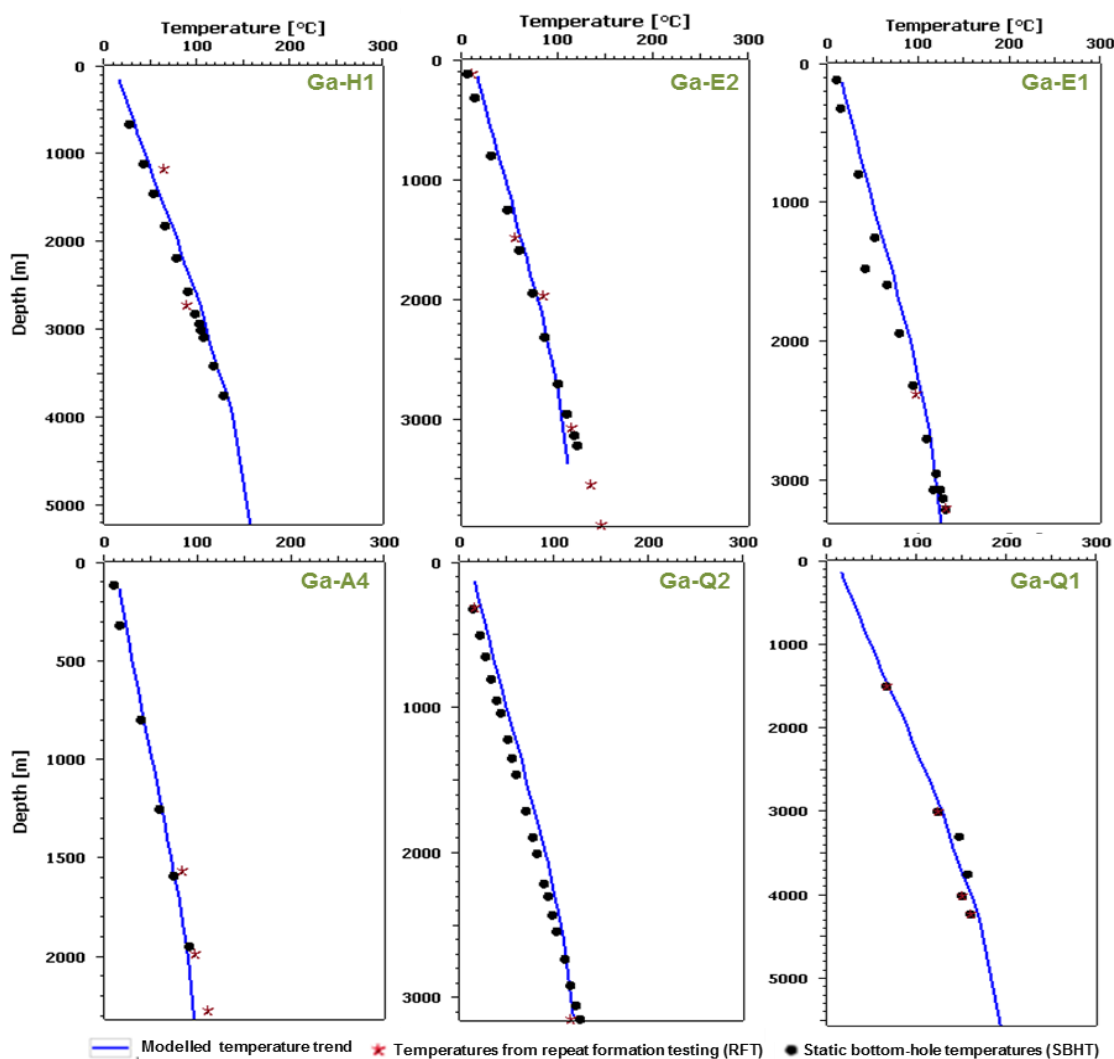 Temperature [°C]
0 100 200 300
Temperature [°C]
0 100 200 300
Temperature [°C]
0 100 200 300
Depth [m]
0
1000
2000
3000
4000
5000
Ga-H1
0
1000
2000
3000
Ga-E2
0
1000
2000
3000
Ga-E1
0 100 200 300
0 100 200 300
0 100 200 300
Depth [m]
0
500
1000
1500
2000
Ga-A4
0
1000
2000
3000
Ga-Q2
0
1000
2000
3000
4000
5000
Ga-Q1
Modelled temperature trend
Temperatures from repeat formation testing (RFT)
Static bottom-hole temperatures (SBHT)